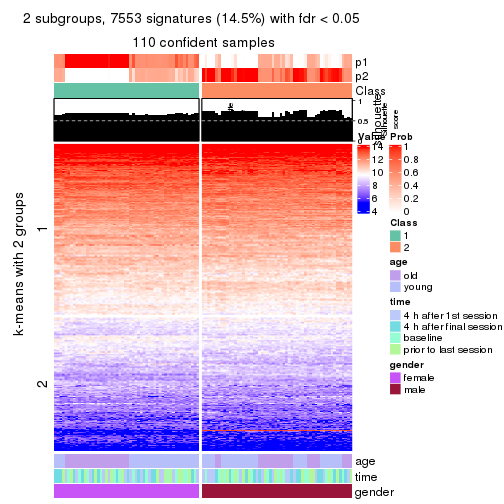 2 subgroups, 7553 signatures (14.5%) with fdr < 0.05
110 confident samples
p1
p2
Class
1
0.5
0
silhouette
score
Value
14
12
10
8
6
4
Prob
1
0.8
0.6
0.4
0.2
0
Class
1
2
age
old
young
time
4 h after 1st session
4 h after final session
baseline
prior to last session
gender
female
male
k-means with 2 groups
1
2
age
time
gender